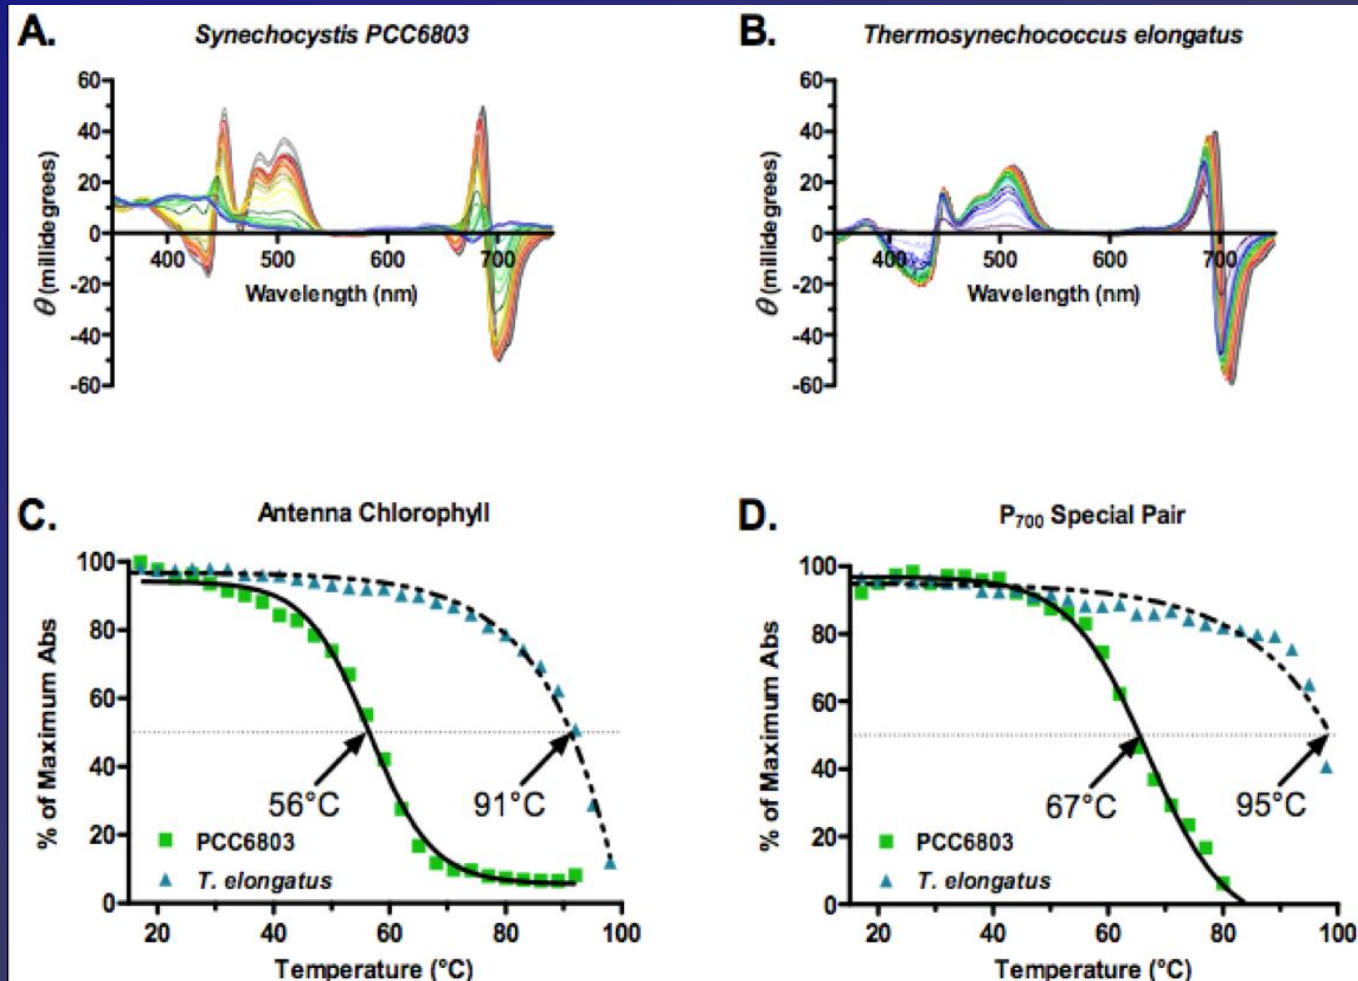 A.
Synechocystis PCC6803
60
40
20
0
-20
-40
-60
θ (millidegrees)
400
500
600
700
Wavelength (nm)
B.
Thermosynechococcus elongatus
60
40
20
0
-20
-40
-60
θ (millidegrees)
400
500
600
700
Wavelength (nm)
C.
Antenna Chlorophyll
100
80
60
40
20
0
% of Maximum Abs
56°C
91°C
PCC6803
T. elongatus
20
40
60
80
100
Temperature (°C)
D.
P₇₀₀ Special Pair
100
80
60
40
20
0
% of Maximum Abs
67°C
95°C
PCC6803
T. elongatus
20
40
60
80
100
Temperature (°C)